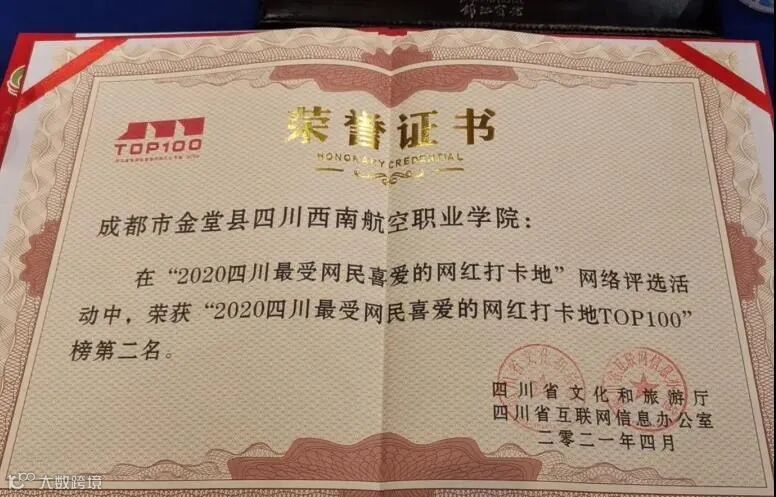 TOP100
荣誉证书
HONORARY CREDENTIAL
成都市金堂县四川西南航空职业学院：
在“2020四川最受网民喜爱的网红打卡地”网络评选活
动中，荣获“2020四川最受网民喜爱的网红打卡地TOP100”
榜第二名。
四川省文化和旅游厅
四川省互联网信息办公室
二零二一年四月
大数跨境